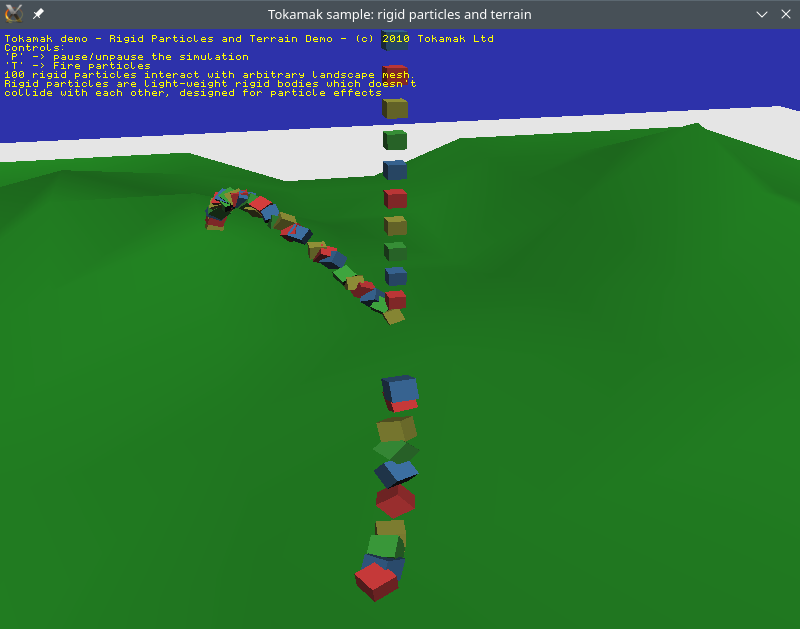 Tokamak sample: rigid particles and terrain
Tokamak demo - Rigid Particles and Terrain Demo - (c) 2010 Tokamak Ltd
Controls:
'P' -> pause/unpause the simulation
'T' -> Fire particles
100 rigid particles interact with arbitrary landscape mesh.
Rigid particles are light-weight rigid bodies which doesn't
collide with each other, designed for particle effects